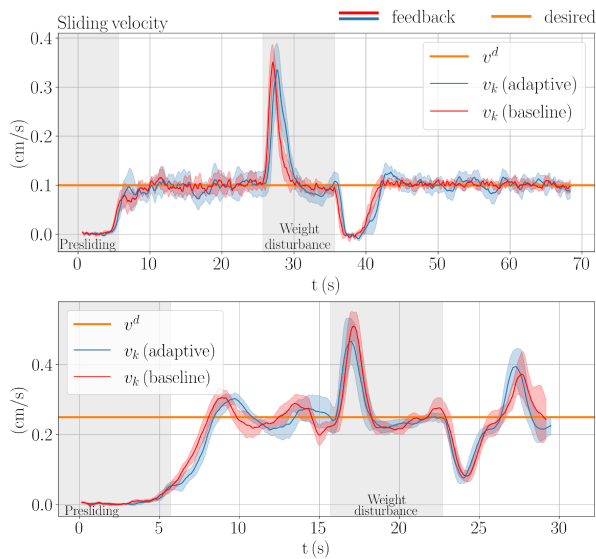 Sliding velocity
feedback
desired
0.4
0.3
0.2
0.1
0.0
(cm/s)
v^d
v_k (adaptive)
v_k (baseline)
Presliding
Weight
disturbance
0 10 20 30 40 50 60 70
t (s)
0.4
0.2
0.0
(cm/s)
v^d
v_k (adaptive)
v_k (baseline)
Presliding
Weight
disturbance
0 5 10 15 20 25 30
t (s)